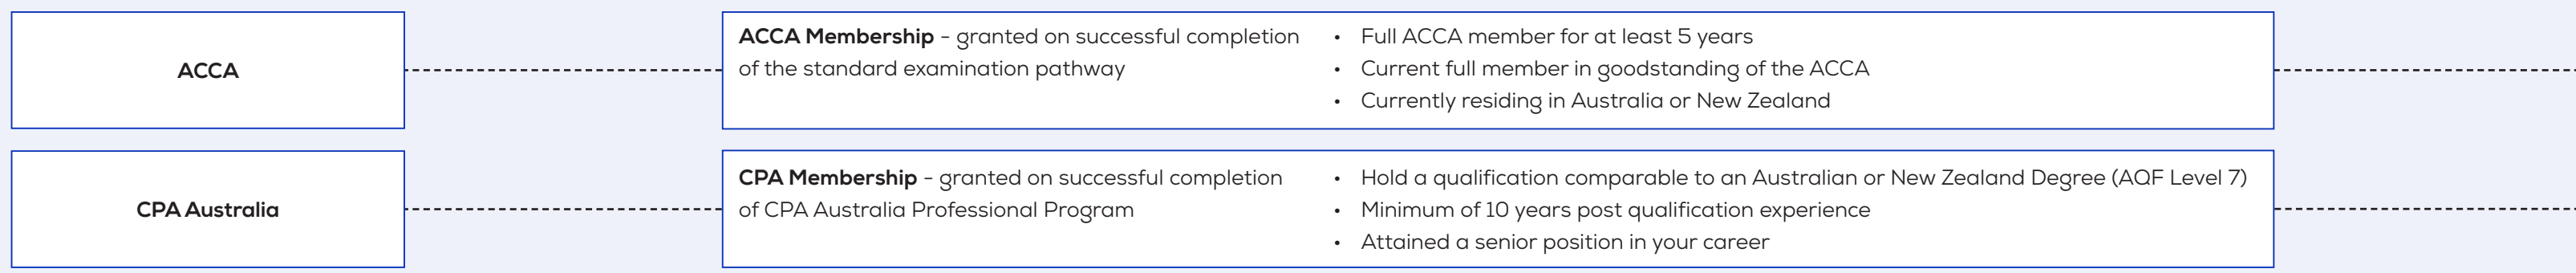 ACCA
ACCA Membership - granted on successful completion
of the standard examination pathway
• Full ACCA member for at least 5 years
• Current full member in goodstanding of the ACCA
• Currently residing in Australia or New Zealand
CPA Australia
CPA Membership - granted on successful completion
of CPA Australia Professional Program
• Hold a qualification comparable to an Australian or New Zealand Degree (AQF Level 7)
• Minimum of 10 years post qualification experience
• Attained a senior position in your career